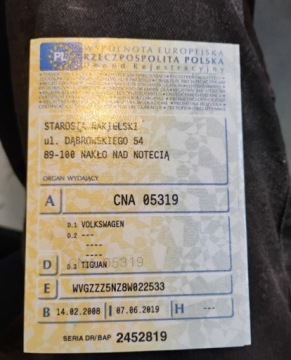 PL
WSPÓLNOTA EUROPEJSKA
RZECZPOSPOLITA POLSKA
Dowód Rejestracyjny
STAROSTA NAKIELSKI
ul. DĄBROWSKIEGO 54
89-100 NAKŁO NAD NOTECIĄ
ORGAN WYDAJĄCY
A CNA 05319
D.1 VOLKSWAGEN
D.2 ---
----
----
D D.3 TIGUAN
E WVGZZZ5NZ8W022533
B 14.02.2008 I 07.06.2019 H ---
SERIA DR/BAP 2452819